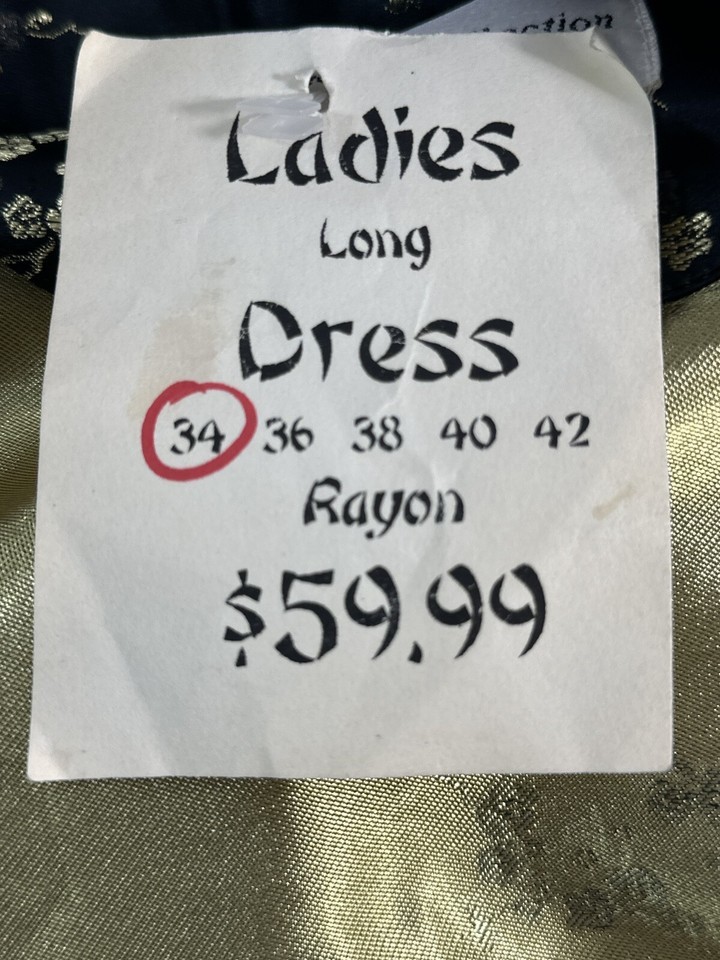 Ladies
Long
Dress
34 36 38 40 42
Rayon
$59.99